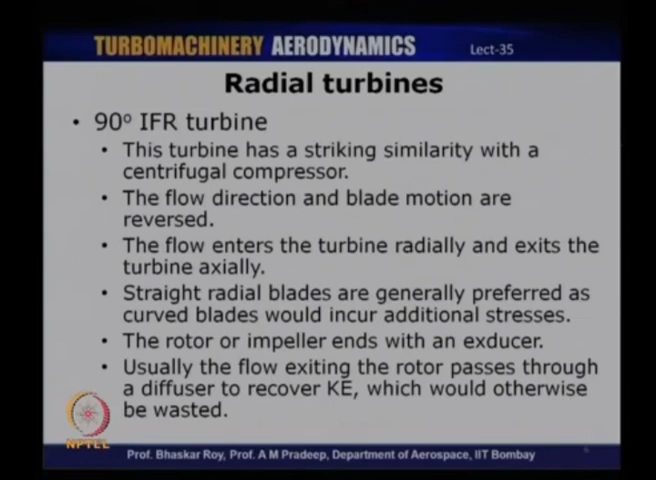 TURBOMACHINERY AERODYNAMICS Lect-35
Radial turbines
• 90° IFR turbine
• This turbine has a striking similarity with a
centrifugal compressor.
• The flow direction and blade motion are
reversed.
• The flow enters the turbine radially and exits the
turbine axially.
• Straight radial blades are generally preferred as
curved blades would incur additional stresses.
• The rotor or impeller ends with an exducer.
• Usually the flow exiting the rotor passes through
a diffuser to recover KE, which would otherwise
be wasted.
NPTEL
Prof. Bhaskar Roy, Prof. A M Pradeep, Department of Aerospace, IIT Bombay